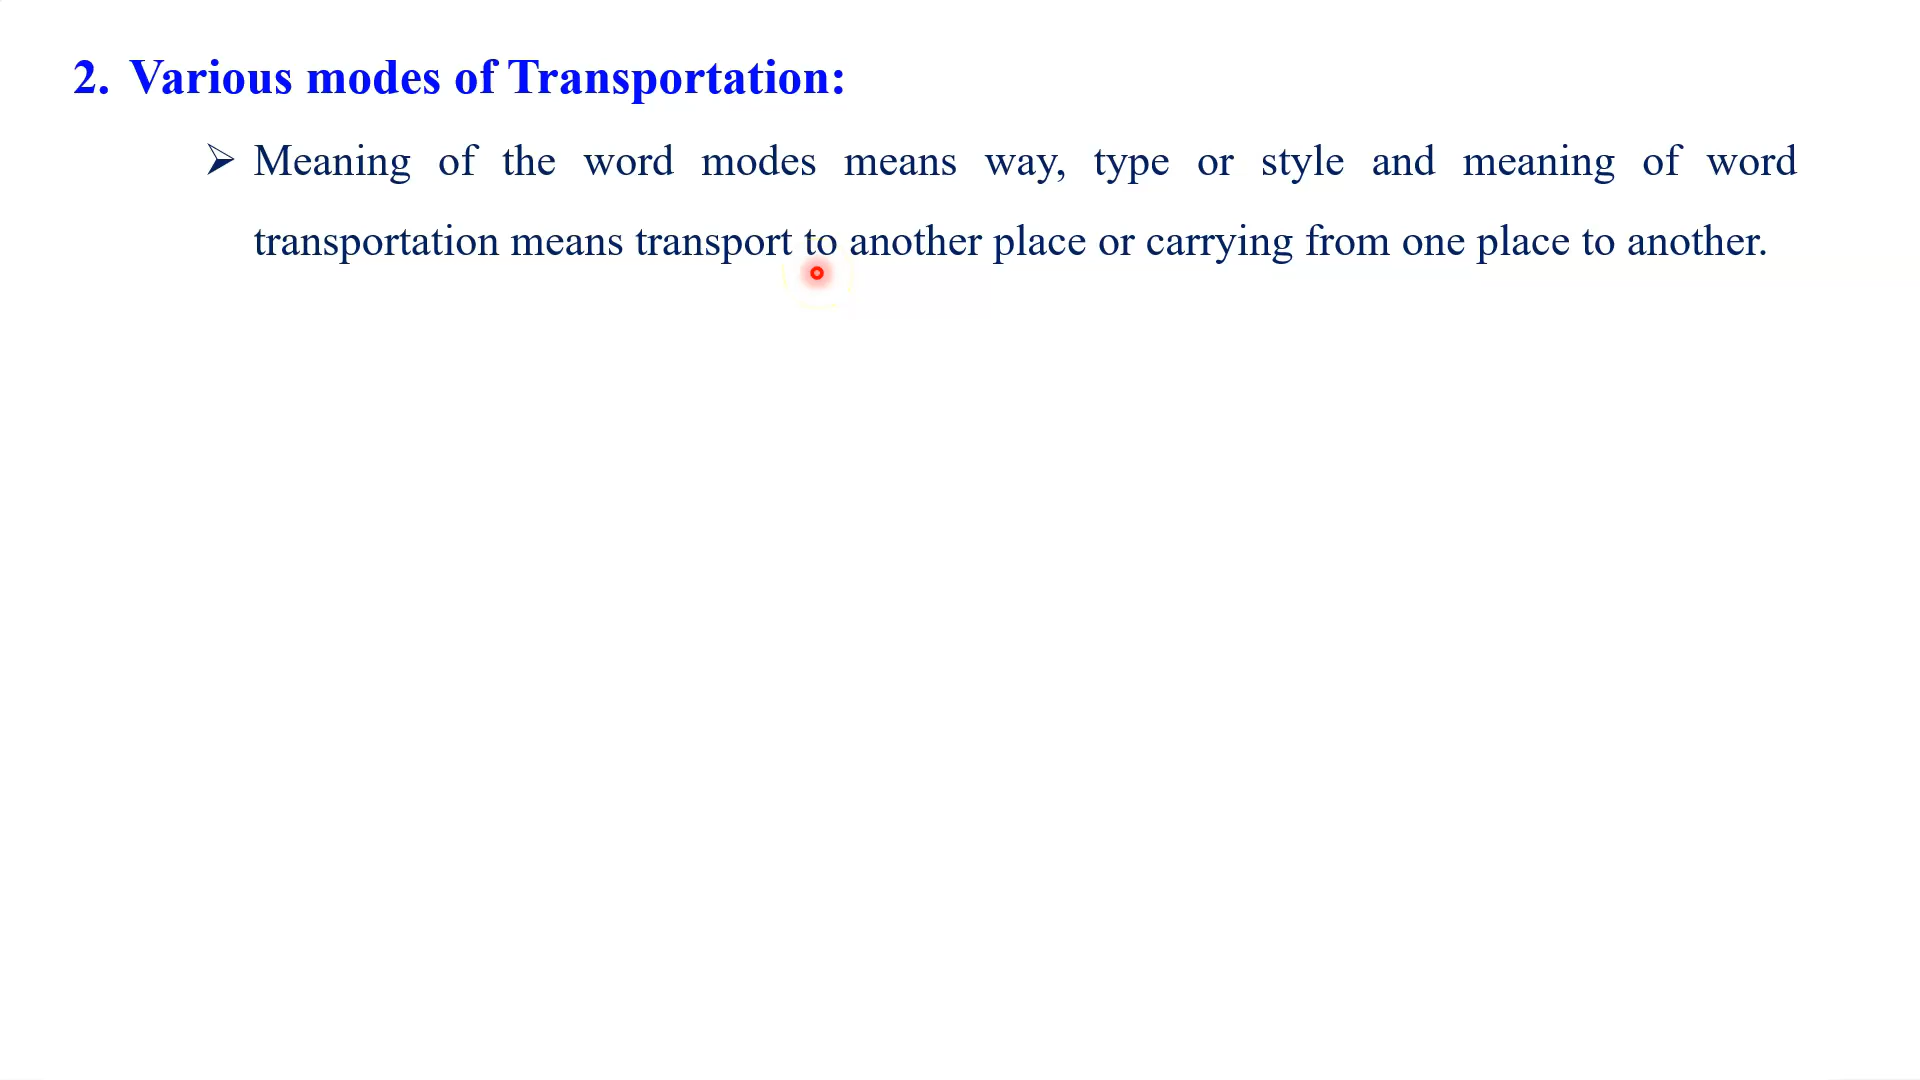 2. Various modes of Transportation:
➢ Meaning of the word modes means way, type or style and meaning of word
transportation means transport to another place or carrying from one place to another.